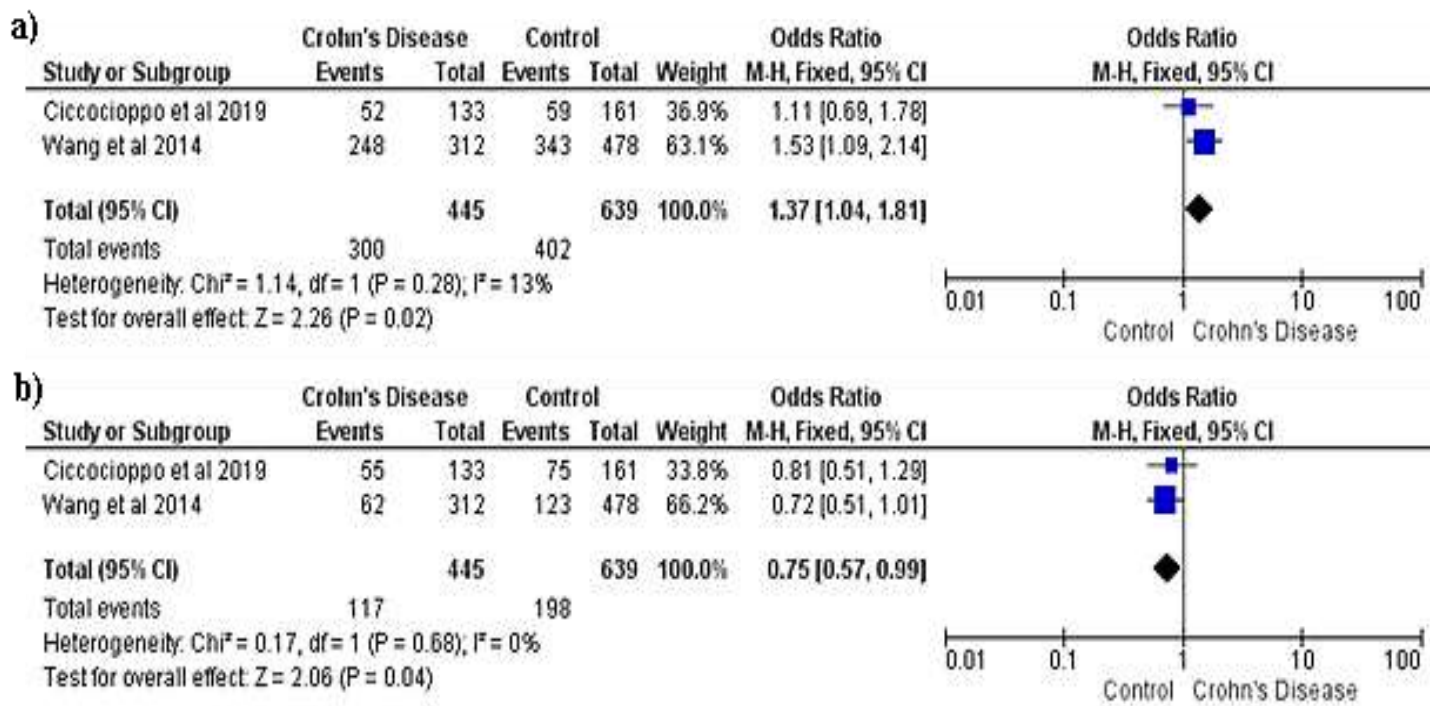 a) Crohn's Disease Control Odds Ratio Odds Ratio
Study or Subgroup Events Total Events Total Weight M-H, Fixed, 95% CI M-H, Fixed, 95% CI
Ciccocioppo et al 2019 52 133 59 161 36.9% 1.11 [0.69, 1.78]
Wang et al 2014 248 312 343 478 63.1% 1.53 [1.09, 2.14]
Total (95% CI) 445 639 100.0% 1.37 [1.04, 1.81]
Total events 300 402
Heterogeneity: Chi² = 1.14, df = 1 (P = 0.28); I² = 13%
Test for overall effect: Z = 2.26 (P = 0.02)
0.01 0.1 1 10 100
Control Crohn's Disease
b) Crohn's Disease Control Odds Ratio Odds Ratio
Study or Subgroup Events Total Events Total Weight M-H, Fixed, 95% CI M-H, Fixed, 95% CI
Ciccocioppo et al 2019 55 133 75 161 33.8% 0.81 [0.51, 1.29]
Wang et al 2014 62 312 123 478 66.2% 0.72 [0.51, 1.01]
Total (95% CI) 445 639 100.0% 0.75 [0.57, 0.99]
Total events 117 198
Heterogeneity: Chi² = 0.17, df = 1 (P = 0.68); I² = 0%
Test for overall effect: Z = 2.06 (P = 0.04)
0.01 0.1 1 10 100
Control Crohn's Disease